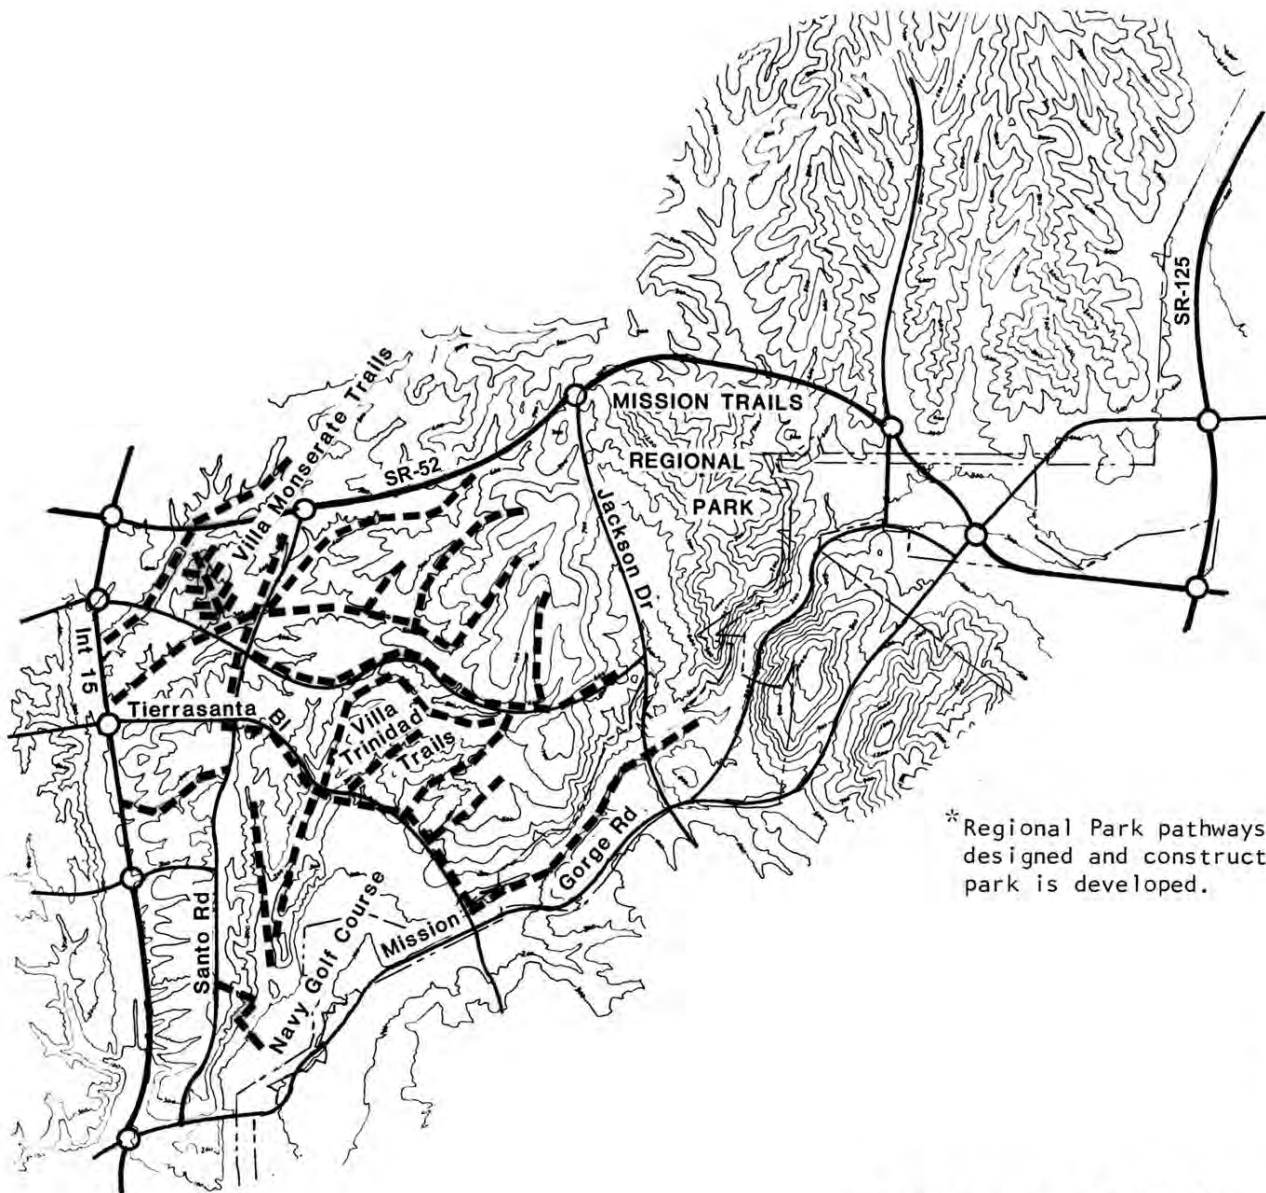 SR-125
Villa Monserate Trails
SR-52
MISSION TRAILS
REGIONAL
PARK
Jackson Dr
Int 15
Tierrasanta Bl
Villa
Trinidad
Trails
Santo Rd
Navy Golf Course
Mission Gorge Rd
*Regional Park pathways
designed and construct
park is developed.